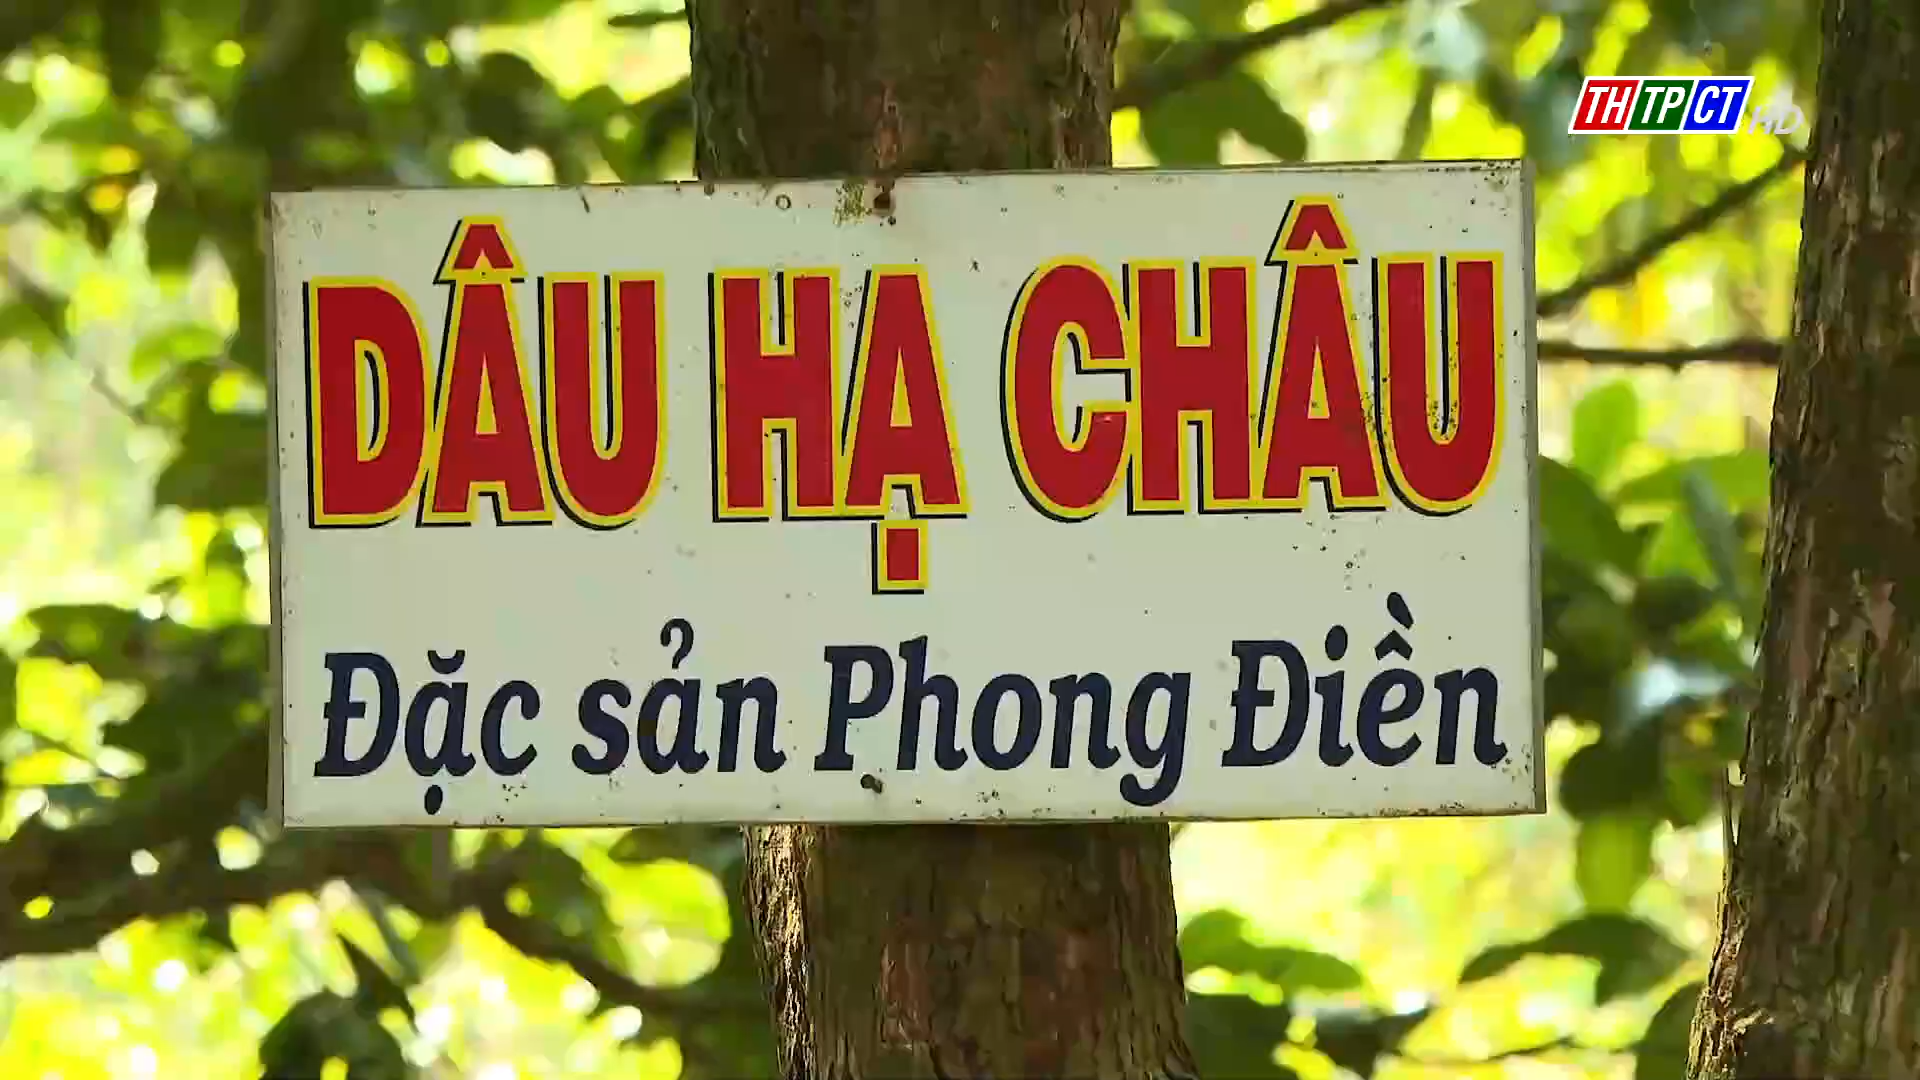 THTPCT HD
DÂU HẠ CHÂU
Đặc sản Phong Điền